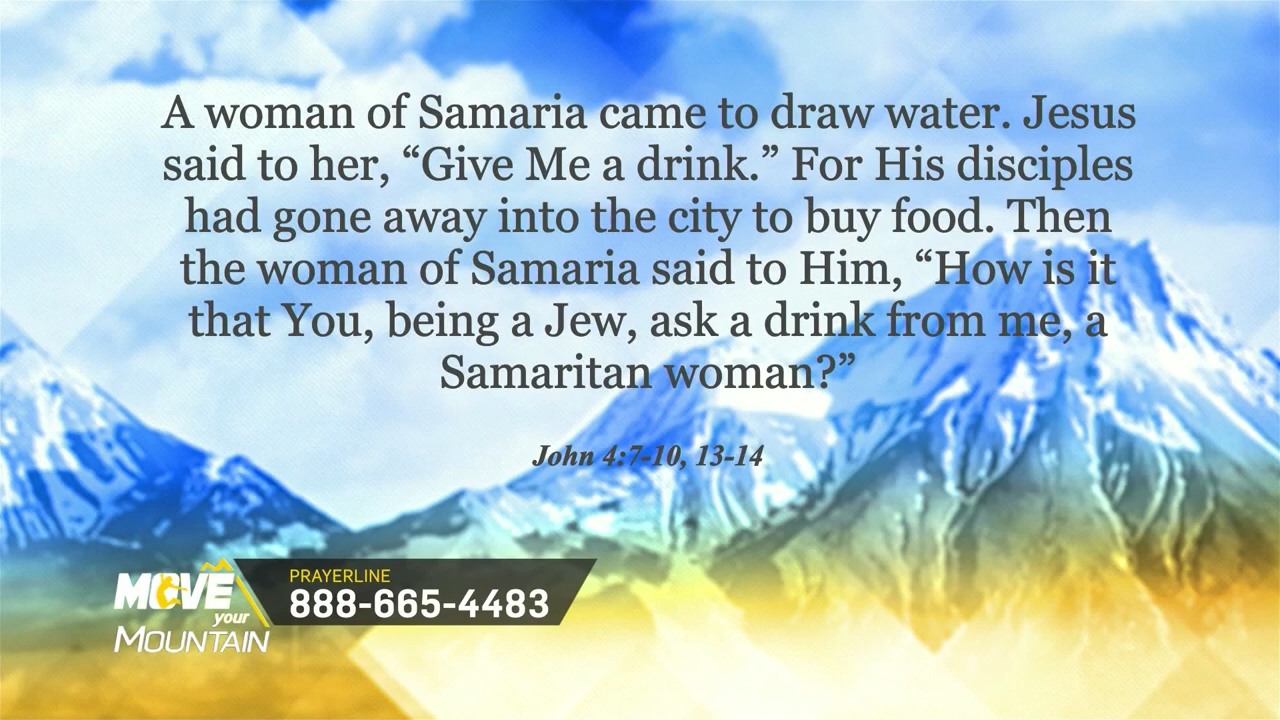 A woman of Samaria came to draw water. Jesus
said to her, “Give Me a drink.” For His disciples
had gone away into the city to buy food. Then
the woman of Samaria said to Him, “How is it
that You, being a Jew, ask a drink from me, a
Samaritan woman?”
John 4:7-10, 13-14
MOVE
your
MOUNTAIN
PRAYERLINE
888-665-4483